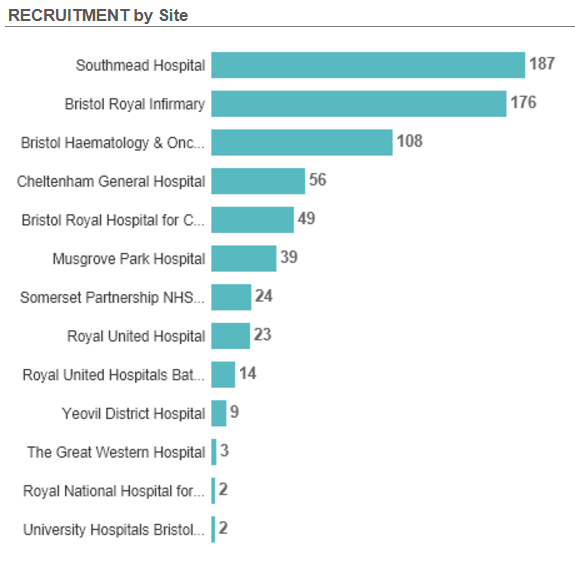 RECRUITMENT by Site
Southmead Hospital 187
Bristol Royal Infirmary 176
Bristol Haematology & Onc... 108
Cheltenham General Hospital 56
Bristol Royal Hospital for C... 49
Musgrove Park Hospital 39
Somerset Partnership NHS... 24
Royal United Hospital 23
Royal United Hospitals Bat... 14
Yeovil District Hospital 9
The Great Western Hospital 3
Royal National Hospital for... 2
University Hospitals Bristol... 2